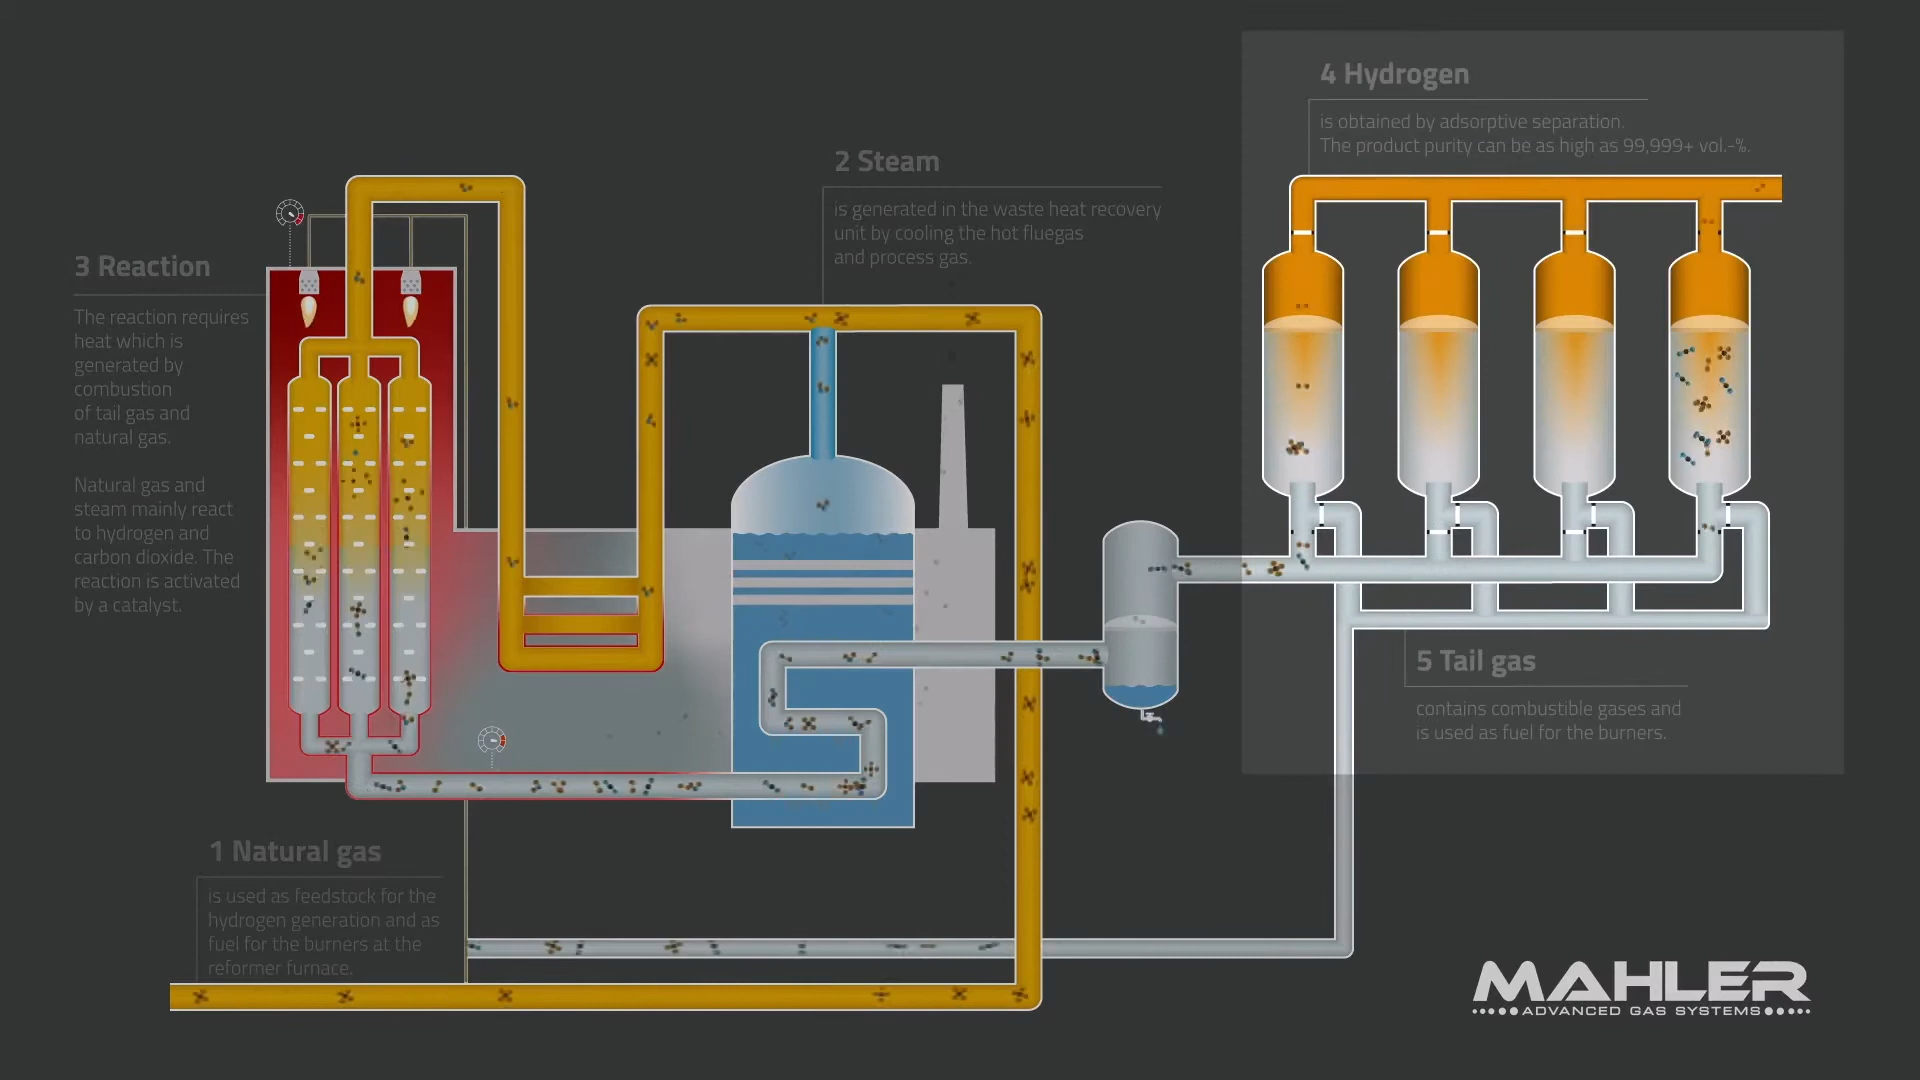 4 Hydrogen
is obtained by adsorptive separation.
The product purity can be as high as 99,999+ vol.-%.
2 Steam
is generated in the waste heat recovery
unit by cooling the hot fluegas
and process gas.
3 Reaction
The reaction requires
heat which is
generated by
combustion
of tail gas and
natural gas.
Natural gas and
steam mainly react
to hydrogen and
carbon dioxide. The
reaction is activated
by a catalyst.
5 Tail gas
contains combustible gases and
is used as fuel for the burners.
1 Natural gas
is used as feedstock for the
hydrogen generation and as
fuel for the burners at the
reformer furnace.
MAHLER
ADVANCED GAS SYSTEMS